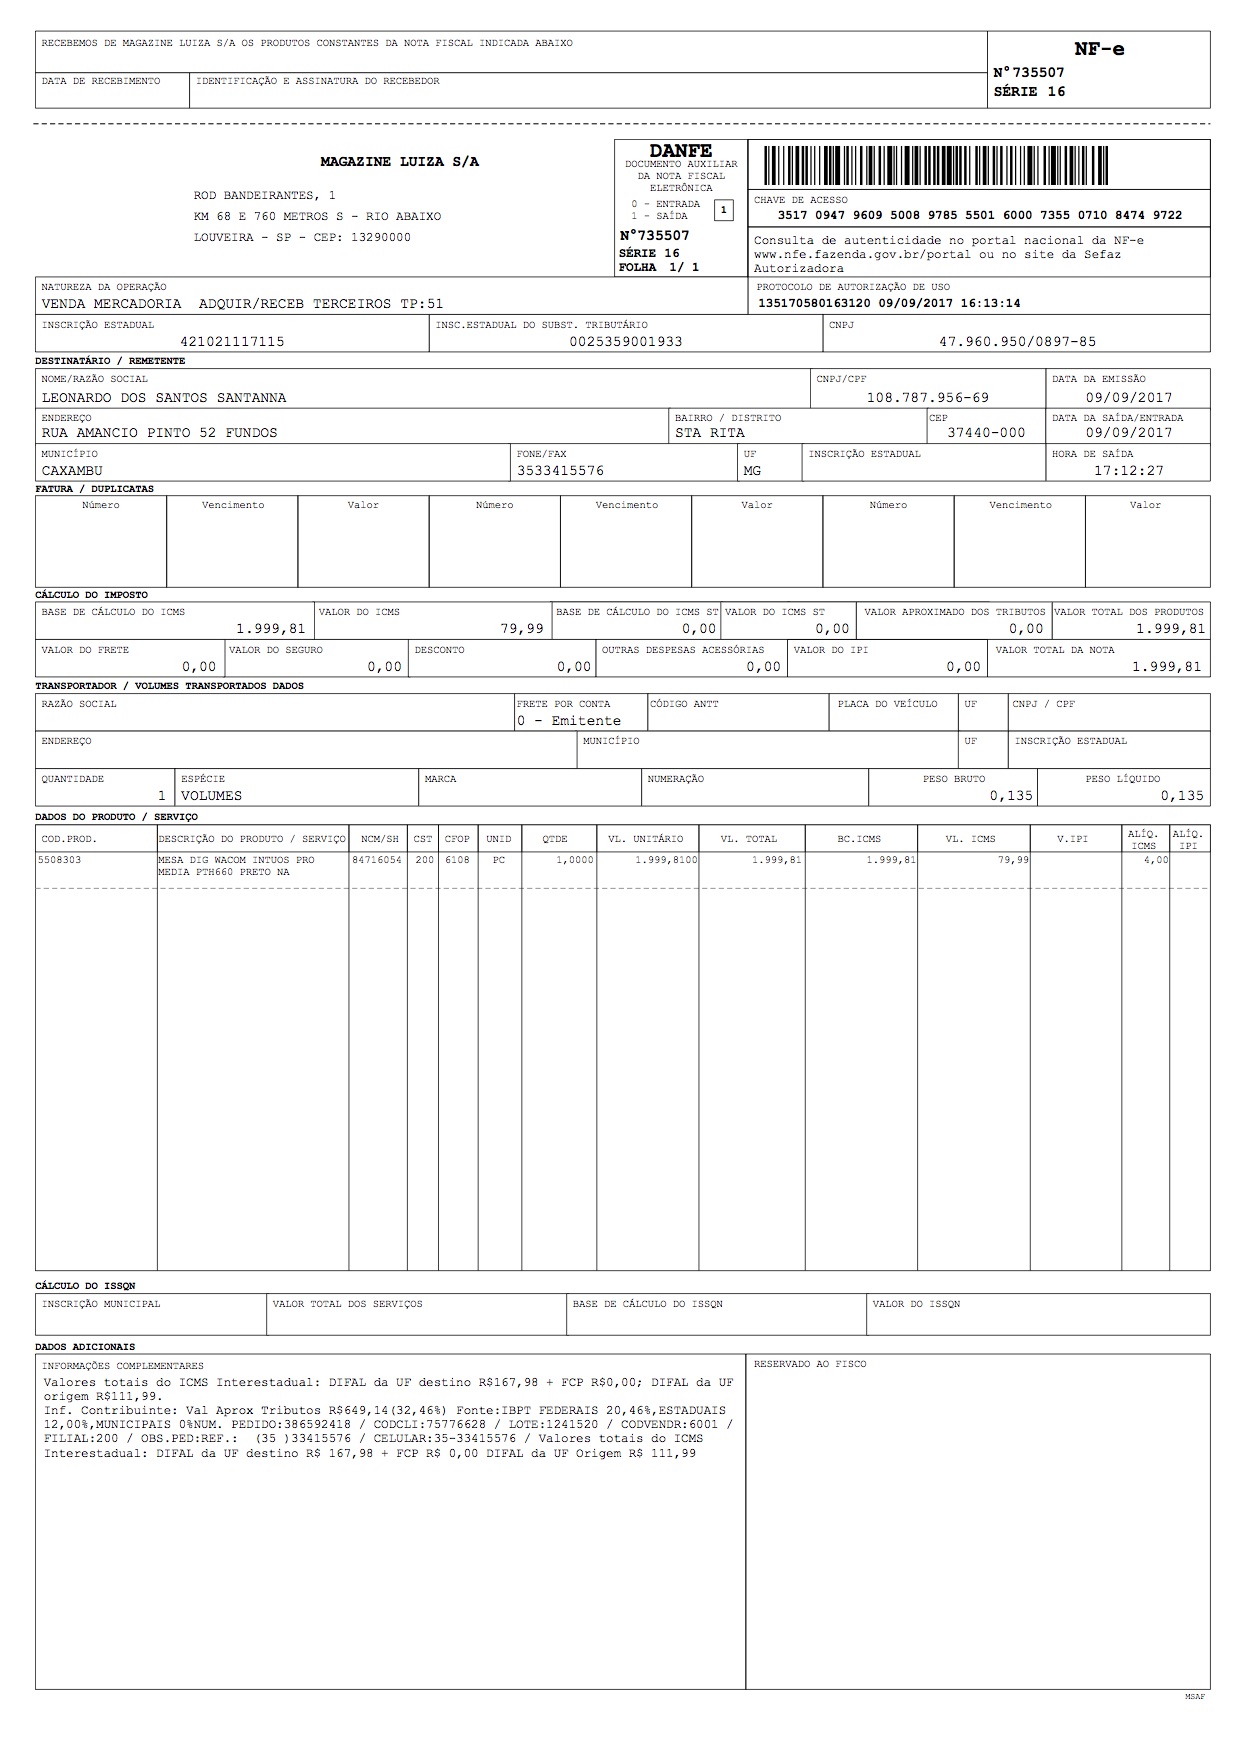 RECEBEMOS DE MAGAZINE LUIZA S/A OS PRODUTOS CONSTANTES DA NOTA FISCAL INDICADA ABAIXO
DATA DE RECEBIMENTO IDENTIFICAÇÃO E ASSINATURA DO RECEBEDOR
NF-e
N°735507
SÉRIE 16
MAGAZINE LUIZA S/A
ROD BANDEIRANTES, 1
KM 68 E 760 METROS S - RIO ABAIXO
LOUVEIRA - SP - CEP: 13290000
DANFE
DOCUMENTO AUXILIAR
DA NOTA FISCAL
ELETRÔNICA
0 - ENTRADA
1 - SAÍDA
1
N°735507
SÉRIE 16
FOLHA 1/ 1
CHAVE DE ACESSO
3517 0947 9609 5008 9785 5501 6000 7355 0710 8474 9722
Consulta de autenticidade no portal nacional da NF-e
www.nfe.fazenda.gov.br/portal ou no site da Sefaz
Autorizadora
NATUREZA DA OPERAÇÃO PROTOCOLO DE AUTORIZAÇÃO DE USO
VENDA MERCADORIA ADQUIR/RECEB TERCEIROS TP:51 135170580163120 09/09/2017 16:13:14
INSCRIÇÃO ESTADUAL INSC.ESTADUAL DO SUBST. TRIBUTÁRIO CNPJ
421021117115 0025359001933 47.960.950/0897-85
DESTINATÁRIO / REMETENTE
NOME/RAZÃO SOCIAL CNPJ/CPF DATA DA EMISSÃO
LEONARDO DOS SANTOS SANTANNA 108.787.956-69 09/09/2017
ENDEREÇO BAIRRO / DISTRITO CEP DATA DA SAÍDA/ENTRADA
RUA AMANCIO PINTO 52 FUNDOS STA RITA 37440-000 09/09/2017
MUNICÍPIO FONE/FAX UF INSCRIÇÃO ESTADUAL HORA DE SAÍDA
CAXAMBU 3533415576 MG 17:12:27
FATURA / DUPLICATAS
Número Vencimento Valor Número Vencimento Valor Número Vencimento Valor
CÁLCULO DO IMPOSTO
BASE DE CÁLCULO DO ICMS VALOR DO ICMS BASE DE CÁLCULO DO ICMS ST VALOR DO ICMS ST VALOR APROXIMADO DOS TRIBUTOS VALOR TOTAL DOS PRODUTOS
1.999,81 79,99 0,00 0,00 0,00 1.999,81
VALOR DO FRETE VALOR DO SEGURO DESCONTO OUTRAS DESPESAS ACESSÓRIAS VALOR DO IPI VALOR TOTAL DA NOTA
0,00 0,00 0,00 0,00 0,00 1.999,81
TRANSPORTADOR / VOLUMES TRANSPORTADOS DADOS
RAZÃO SOCIAL FRETE POR CONTA CÓDIGO ANTT PLACA DO VEÍCULO UF CNPJ / CPF
0 - Emitente
ENDEREÇO MUNICÍPIO UF INSCRIÇÃO ESTADUAL
QUANTIDADE ESPÉCIE MARCA NUMERAÇÃO PESO BRUTO PESO LÍQUIDO
1 VOLUMES 0,135 0,135
DADOS DO PRODUTO / SERVIÇO
COD.PROD. DESCRIÇÃO DO PRODUTO / SERVIÇO NCM/SH CST CFOP UNID QTDE VL. UNITÁRIO VL. TOTAL BC.ICMS VL. ICMS V.IPI ALÍQ. ICMS ALÍQ. IPI
5508303 MESA DIG WACOM INTUOS PRO 84716054 200 6108 PC 1,0000 1.999,8100 1.999,81 1.999,81 79,99 4,00
MEDIA PTH660 PRETO NA
CÁLCULO DO ISSQN
INSCRIÇÃO MUNICIPAL VALOR TOTAL DOS SERVIÇOS BASE DE CÁLCULO DO ISSQN VALOR DO ISSQN
DADOS ADICIONAIS
INFORMAÇÕES COMPLEMENTARES RESERVADO AO FISCO
Valores totais do ICMS Interestadual: DIFAL da UF destino R$167,98 + FCP R$0,00; DIFAL da UF
origem R$111,99.
Inf. Contribuinte: Val Aprox Tributos R$649,14(32,46%) Fonte:IBPT FEDERAIS 20,46%,ESTADUAIS
12,00%,MUNICIPAIS 0%NUM. PEDIDO:386592418 / CODCLI:75776628 / LOTE:1241520 / CODVENDR:6001 /
FILIAL:200 / OBS.PED:REF.: (35 )33415576 / CELULAR:35-33415576 / Valores totais do ICMS
Interestadual: DIFAL da UF destino R$ 167,98 + FCP R$ 0,00 DIFAL da UF Origem R$ 111,99
MSAF